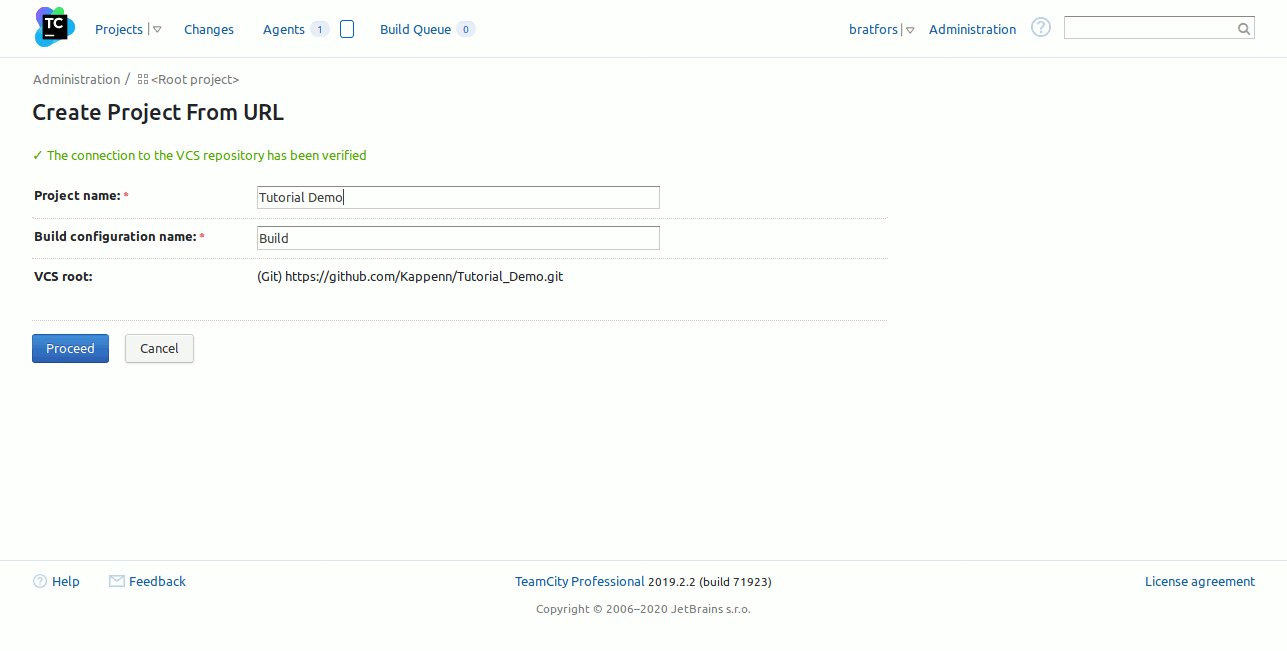 TC Projects Changes Agents 1 Build Queue 0 bratfors Administration ?
Administration / <Root project>
Create Project From URL
✓ The connection to the VCS repository has been verified
Project name: * Tutorial Demo
Build configuration name: * Build
VCS root: (Git) https://github.com/Kappenn/Tutorial_Demo.git
Proceed Cancel
? Help Feedback TeamCity Professional 2019.2.2 (build 71923) License agreement
Copyright © 2006–2020 JetBrains s.r.o.